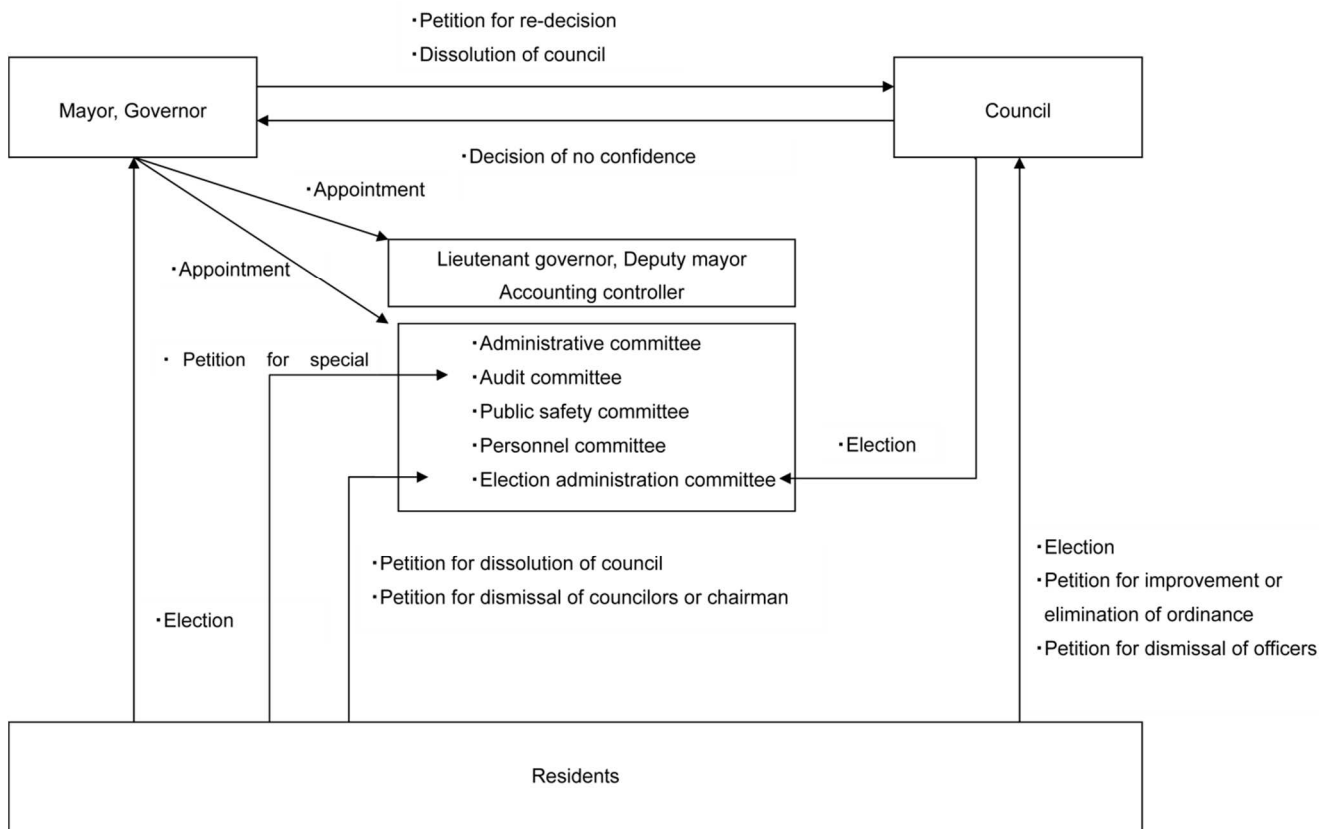 ・Petition for re-decision
・Dissolution of council
Mayor, Governor
Council
・Decision of no confidence
・Appointment
・Appointment
Lieutenant governor, Deputy mayor
Accounting controller
・Petition for special
・Administrative committee
・Audit committee
・Public safety committee
・Personnel committee
・Election administration committee
・Election
・Petition for dissolution of council
・Petition for dismissal of councilors or chairman
・Election
・Election
・Petition for improvement or
elimination of ordinance
・Petition for dismissal of officers
Residents